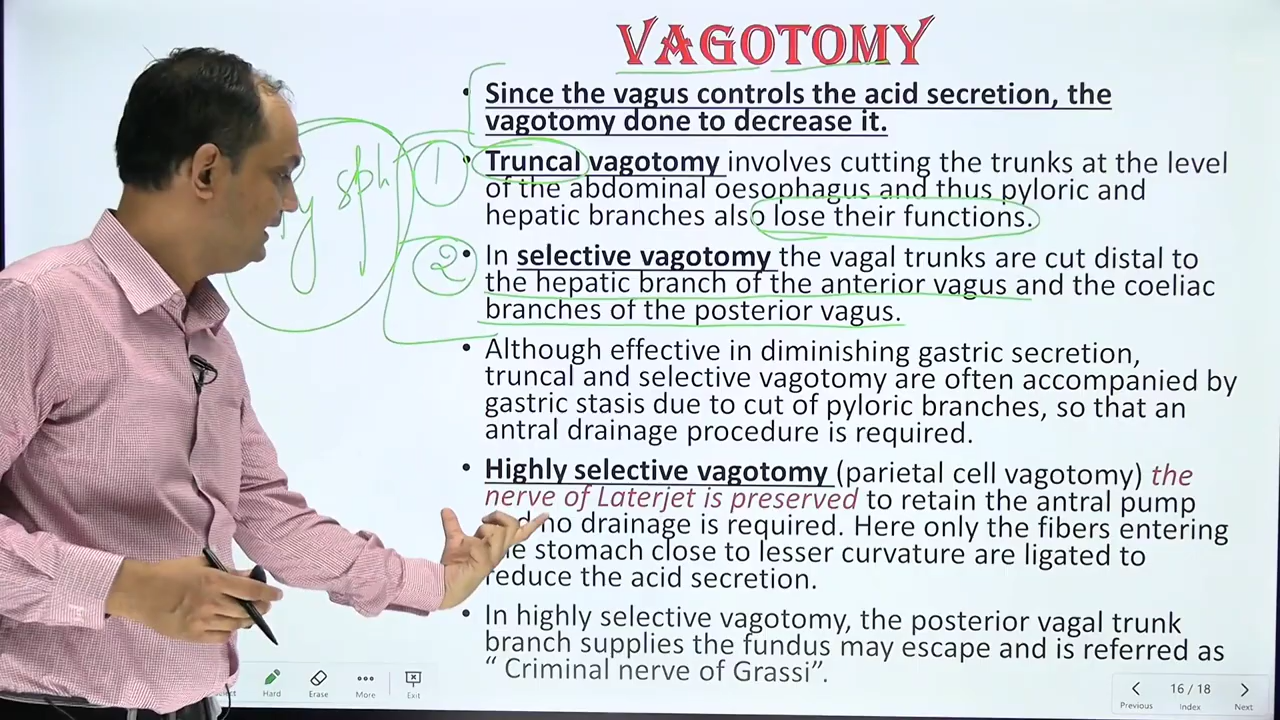 VAGOTOMY
• Since the vagus controls the acid secretion, the
vagotomy done to decrease it.
• Truncal vagotomy involves cutting the trunks at the level
of the abdominal oesophagus and thus pyloric and
hepatic branches also lose their functions.
• In selective vagotomy the vagal trunks are cut distal to
the hepatic branch of the anterior vagus and the coeliac
branches of the posterior vagus.
• Although effective in diminishing gastric secretion,
truncal and selective vagotomy are often accompanied by
gastric stasis due to cut of pyloric branches, so that an
antral drainage procedure is required.
• Highly selective vagotomy (parietal cell vagotomy) the
nerve of Laterjet is preserved to retain the antral pump
no drainage is required. Here only the fibers entering
stomach close to lesser curvature are ligated to
reduce the acid secretion.
• In highly selective vagotomy, the posterior vagal trunk
branch supplies the fundus may escape and is referred as
“ Criminal nerve of Grassi”.
sph
1
2
Hard
Erase
More
Exit
Previous
16 / 18
Index
Next